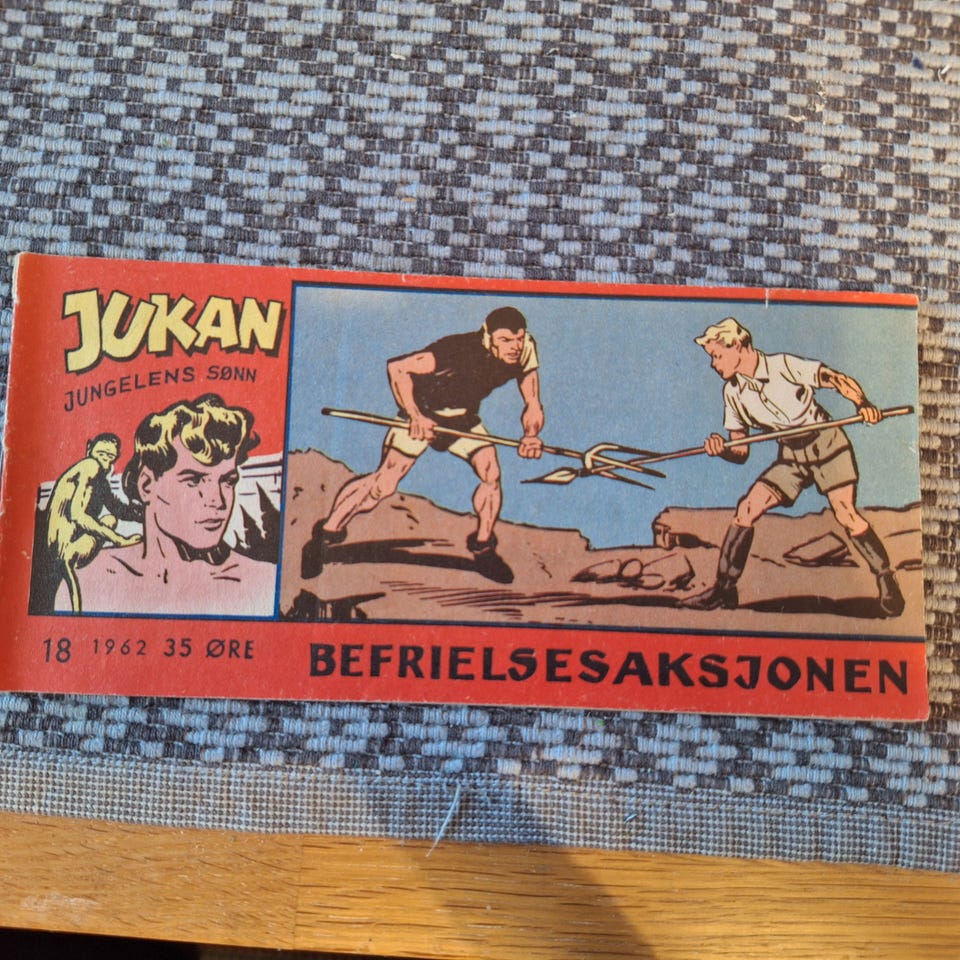 JUKAN
JUNGELENS SØNN
18 1962 35 ØRE
BEFRIELSESAKSJONEN